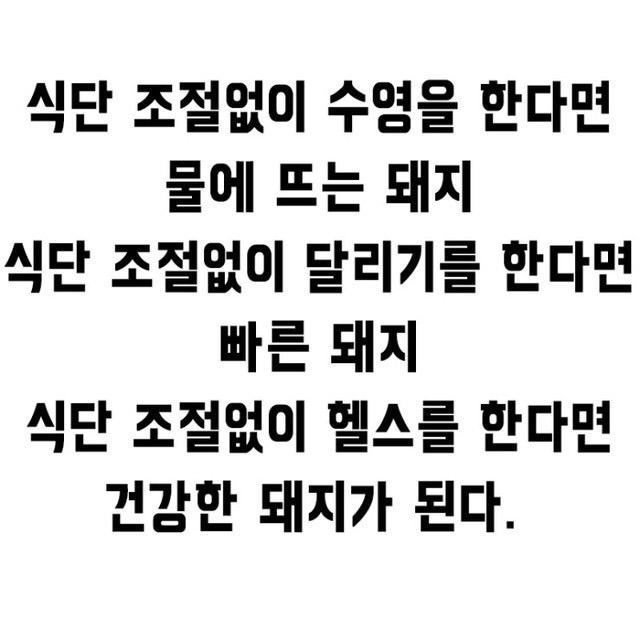 식단 조절없이 수영을 한다면
물에 뜨는 돼지
식단 조절없이 달리기를 한다면
빠른 돼지
식단 조절없이 헬스를 한다면
건강한 돼지가 된다.